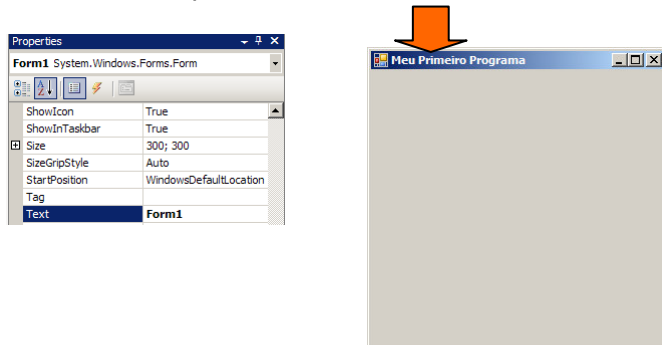 Properties
Form1 System.Windows.Forms.Form
ShowIcon True
ShowInTaskbar True
Size 300; 300
SizeGripStyle Auto
StartPosition WindowsDefaultLocation
Tag
Text Form1
Meu Primeiro Programa